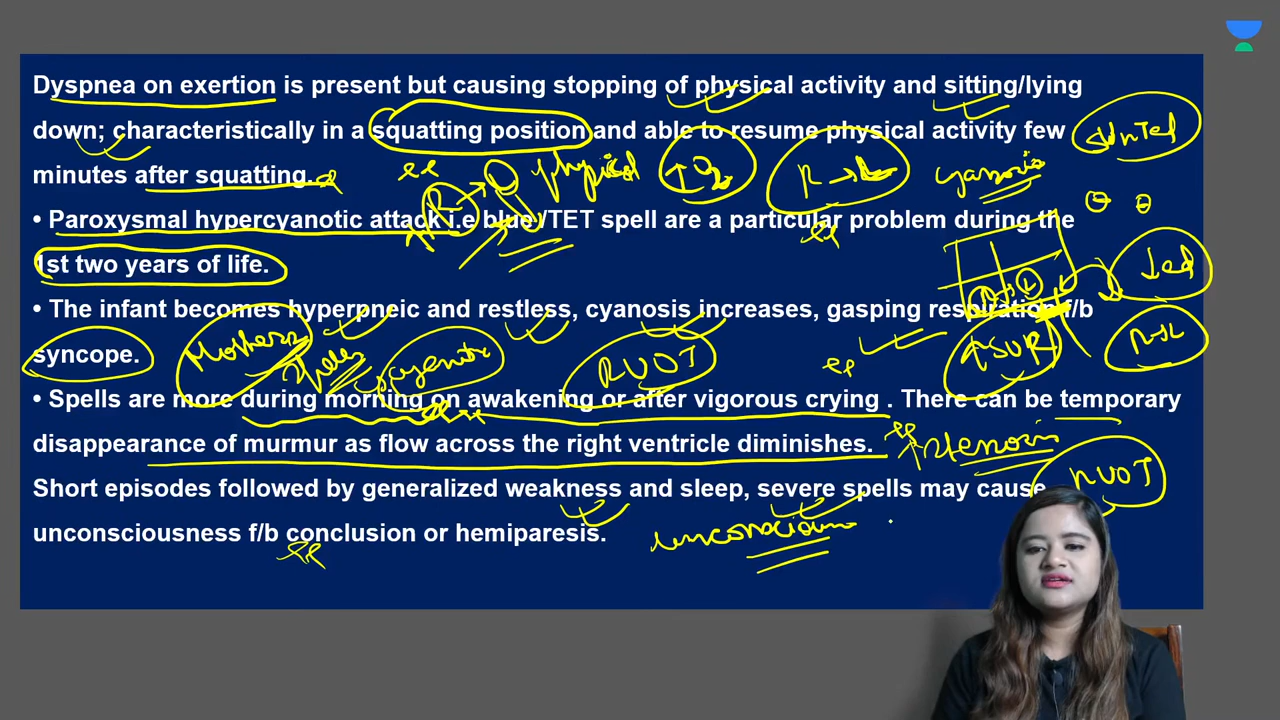 Dyspnea on exertion is present but causing stopping of physical activity and sitting/lying
down; characteristically in a squatting position and able to resume physical activity few
minutes after squatting.
• Paroxysmal hypercyanotic attack i.e blue /TET spell are a particular problem during the
1st two years of life.
• The infant becomes hyperpneic and restless, cyanosis increases, gasping respiration f/b
syncope.
• Spells are more during morning on awakening or after vigorous crying . There can be temporary
disappearance of murmur as flow across the right ventricle diminishes.
Short episodes followed by generalized weakness and sleep, severe spells may cause
unconsciousness f/b conclusion or hemiparesis.
physical
cyanosis
RVOT
↑SVR
RVOT